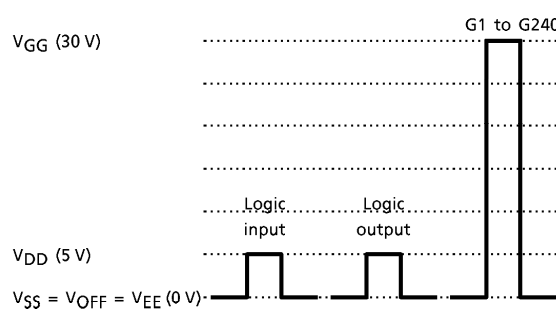 G1 to G240
VGG (30 V)
Logic
input
Logic
output
VDD (5 V)
VSS = VOFF = VEE (0 V)